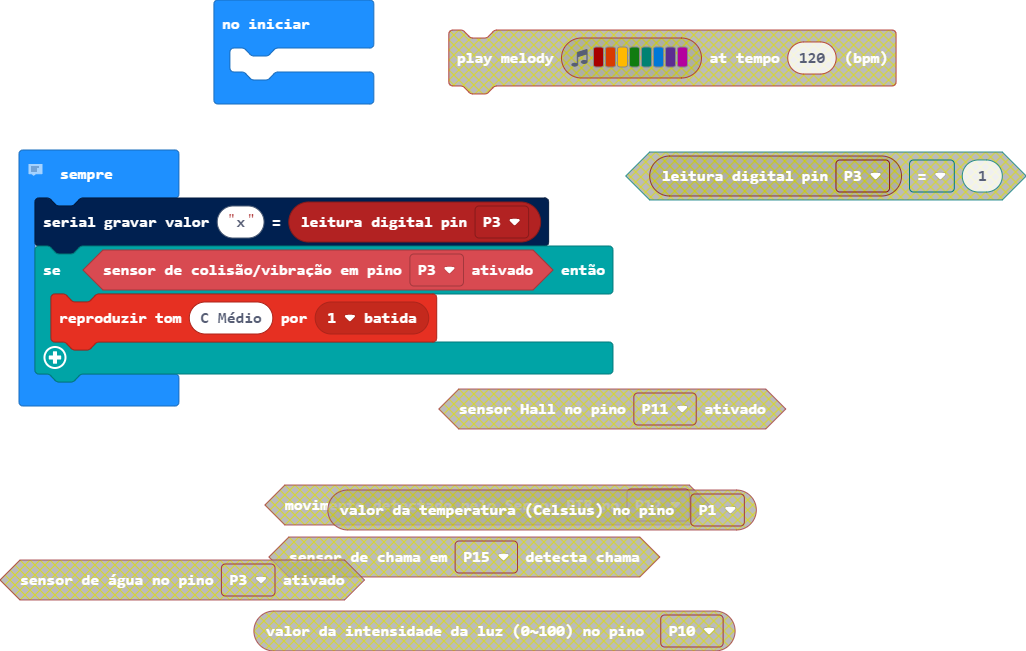 no iniciar
play melody at tempo 120 (bpm)
leitura digital pin P3 = 1
sempre
serial gravar valor "x" = leitura digital pin P3
se sensor de colisão/vibração em pino P3 ativado então
reproduzir tom C Médio por 1 batida
sensor Hall no pino P11 ativado
valor da temperatura (Celsius) no pino P1
sensor de chama em P15 detecta chama
sensor de água no pino P3 ativado
valor da intensidade da luz (0~100) no pino P10